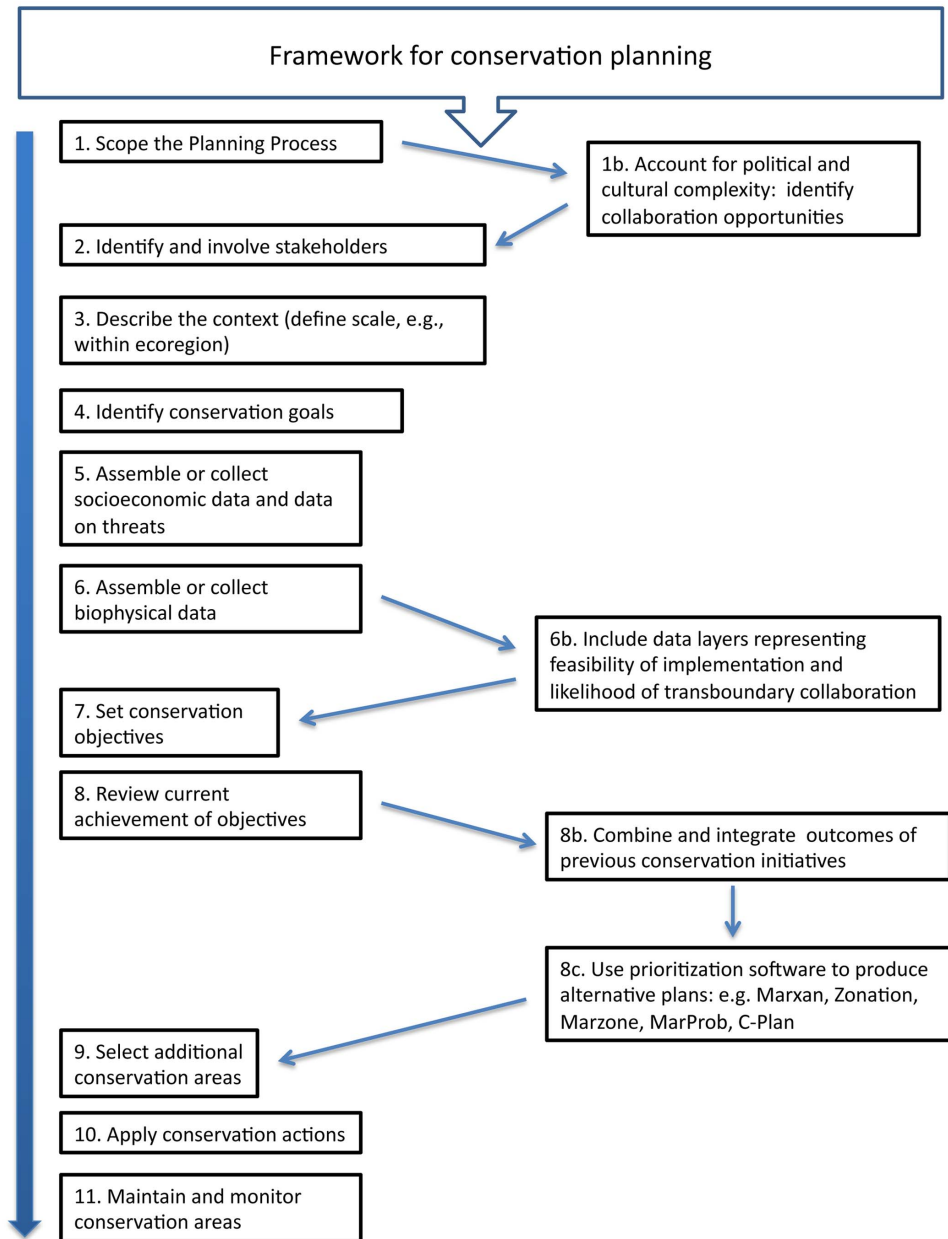 Framework for conservation planning
1. Scope the Planning Process
1b. Account for political and
cultural complexity:  identify
collaboration opportunities
2. Identify and involve stakeholders
3. Describe the context (define scale, e.g.,
within ecoregion)
4. Identify conservation goals
5. Assemble or collect
socioeconomic data and data
on threats
6. Assemble or collect
biophysical data
6b. Include data layers representing
feasibility of implementation and
likelihood of transboundary collaboration
7. Set conservation
objectives
8. Review current
achievement of objectives
8b. Combine and integrate  outcomes of
previous conservation initiatives
8c. Use prioritization software to produce
alternative plans: e.g. Marxan, Zonation,
Marzone, MarProb, C-Plan
9. Select additional
conservation areas
10. Apply conservation actions
11. Maintain and monitor
conservation areas